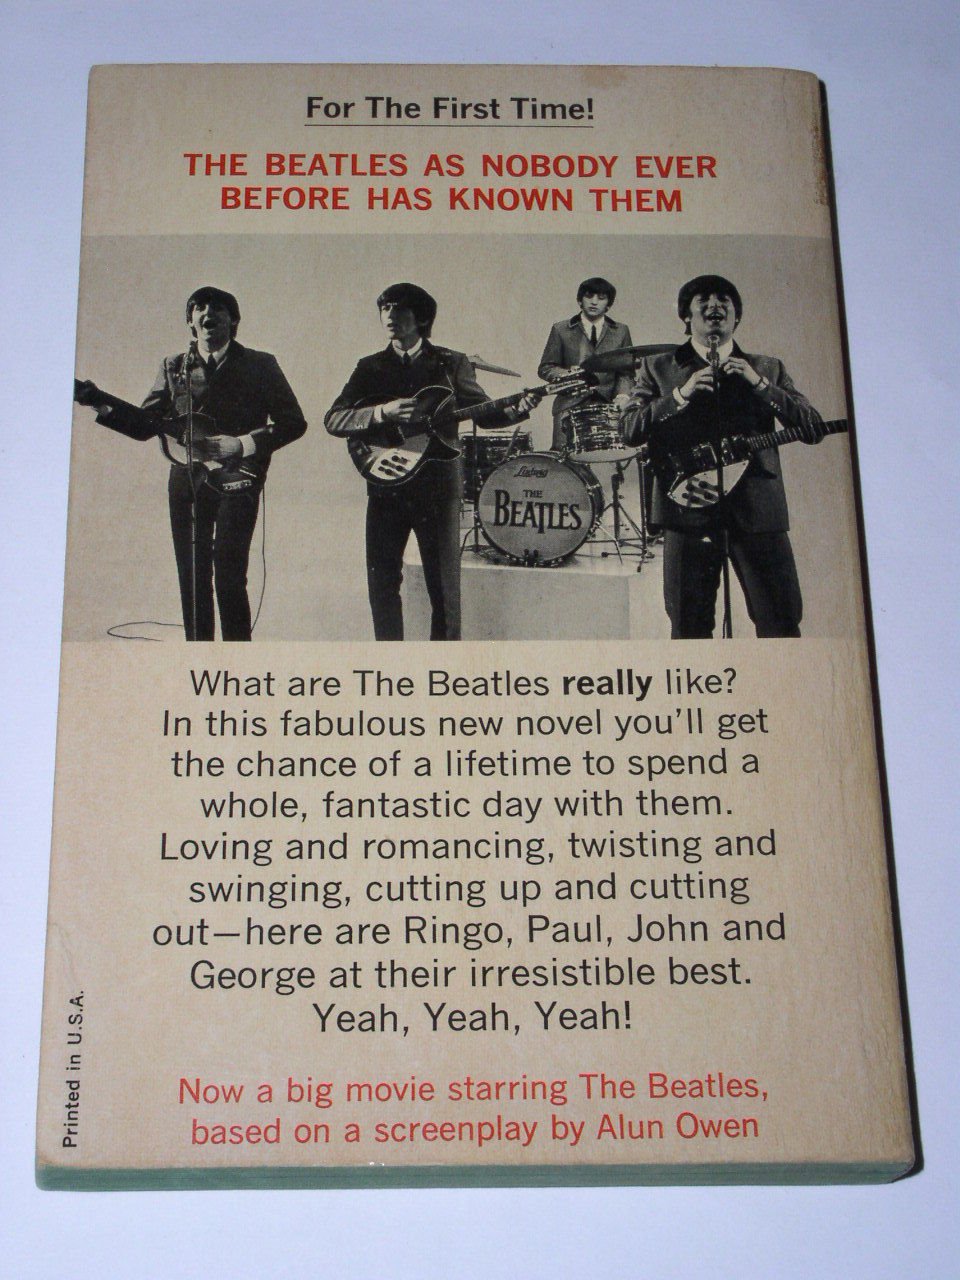 For The First Time!
THE BEATLES AS NOBODY EVER
BEFORE HAS KNOWN THEM
Ludwig
THE
BEATLES
What are The Beatles really like?
In this fabulous new novel you'll get
the chance of a lifetime to spend a
whole, fantastic day with them.
Loving and romancing, twisting and
swinging, cutting up and cutting
out—here are Ringo, Paul, John and
George at their irresistible best.
Yeah, Yeah, Yeah!
Now a big movie starring The Beatles,
based on a screenplay by Alun Owen
Printed in U.S.A.